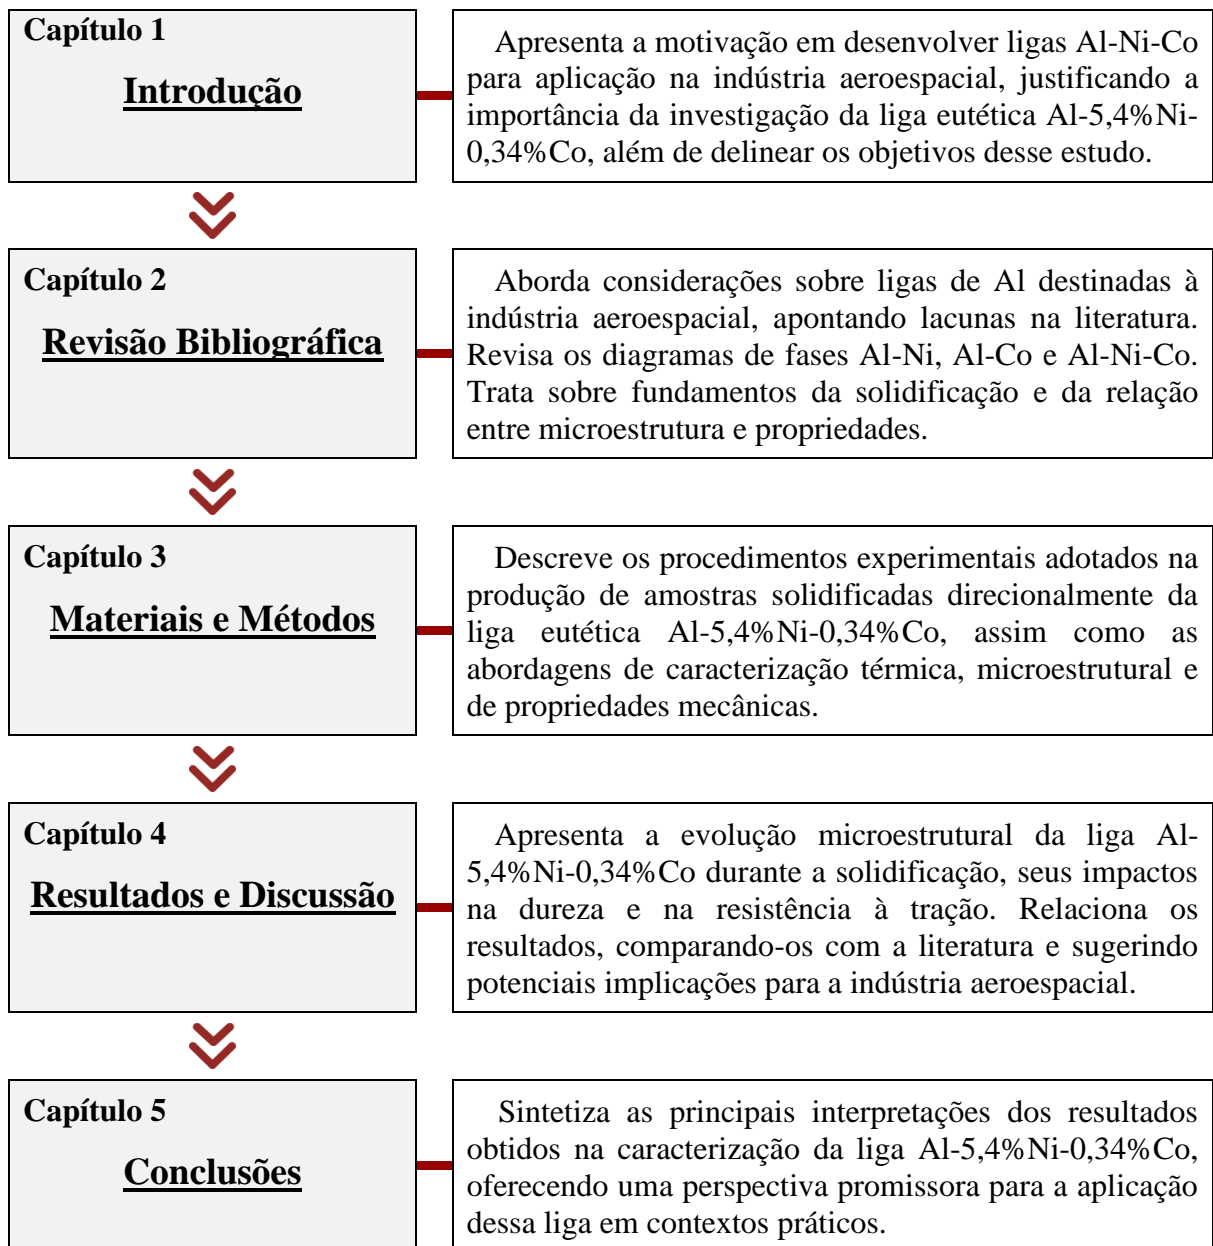 Capítulo 1
Introdução
Apresenta a motivação em desenvolver ligas Al-Ni-Co
para aplicação na indústria aeroespacial, justificando a
importância da investigação da liga eutética Al-5,4%Ni-
0,34%Co, além de delinear os objetivos desse estudo.
Capítulo 2
Revisão Bibliográfica
Aborda considerações sobre ligas de Al destinadas à
indústria aeroespacial, apontando lacunas na literatura.
Revisa os diagramas de fases Al-Ni, Al-Co e Al-Ni-Co.
Trata sobre fundamentos da solidificação e da relação
entre microestrutura e propriedades.
Capítulo 3
Materiais e Métodos
Descreve os procedimentos experimentais adotados na
produção de amostras solidificadas direcionalmente da
liga eutética Al-5,4%Ni-0,34%Co, assim como as
abordagens de caracterização térmica, microestrutural e
de propriedades mecânicas.
Capítulo 4
Resultados e Discussão
Apresenta a evolução microestrutural da liga Al-
5,4%Ni-0,34%Co durante a solidificação, seus impactos
na dureza e na resistência à tração. Relaciona os
resultados, comparando-os com a literatura e sugerindo
potenciais implicações para a indústria aeroespacial.
Capítulo 5
Conclusões
Sintetiza as principais interpretações dos resultados
obtidos na caracterização da liga Al-5,4%Ni-0,34%Co,
oferecendo uma perspectiva promissora para a aplicação
dessa liga em contextos práticos.